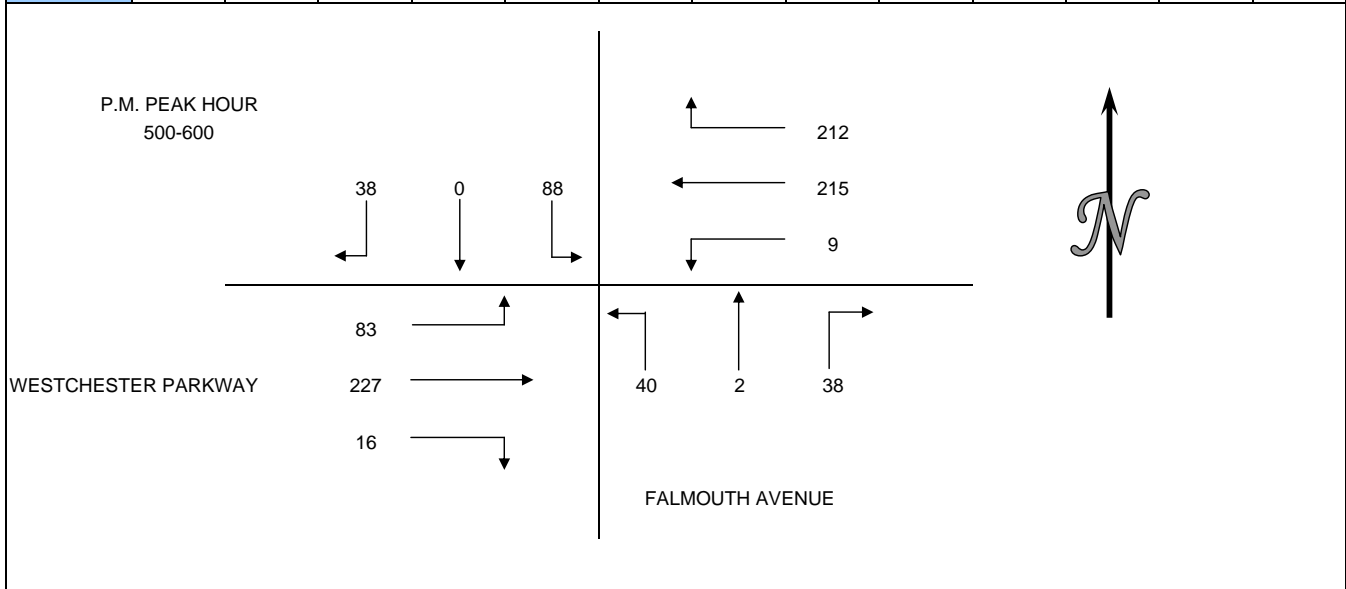 P.M. PEAK HOUR
500-600
212
38 0 88 215
9
83
WESTCHESTER PARKWAY 227 40 2 38
16
FALMOUTH AVENUE
N